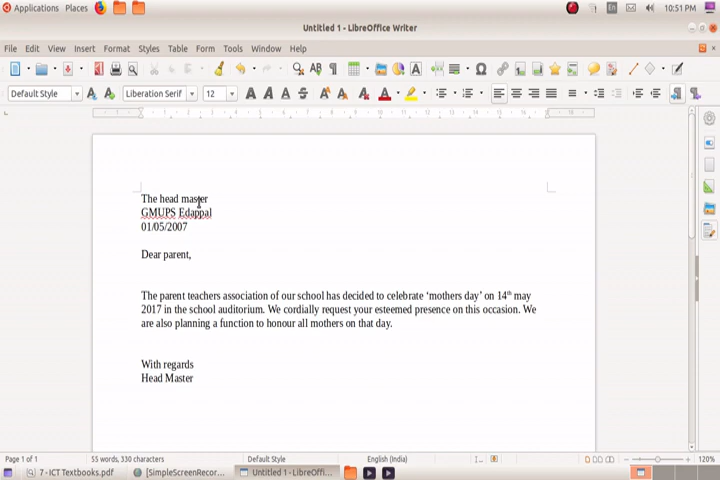 Applications Places En 10:51 PM
Untitled 1 - LibreOffice Writer
File Edit View Insert Format Styles Table Form Tools Window Help
Default Style Liberation Serif 12
The head master
GMUPS Edappal
01/05/2007
Dear parent,
The parent teachers association of our school has decided to celebrate ‘mothers day’ on 14th may
2017 in the school auditorium. We cordially request your esteemed presence on this occasion. We
are also planning a function to honour all mothers on that day.
With regards
Head Master
Page 1 of 1 55 words, 330 characters Default Style English (India) 120%
7 - ICT Textbooks.pdf [SimpleScreenRecor... Untitled 1 - LibreOffi...